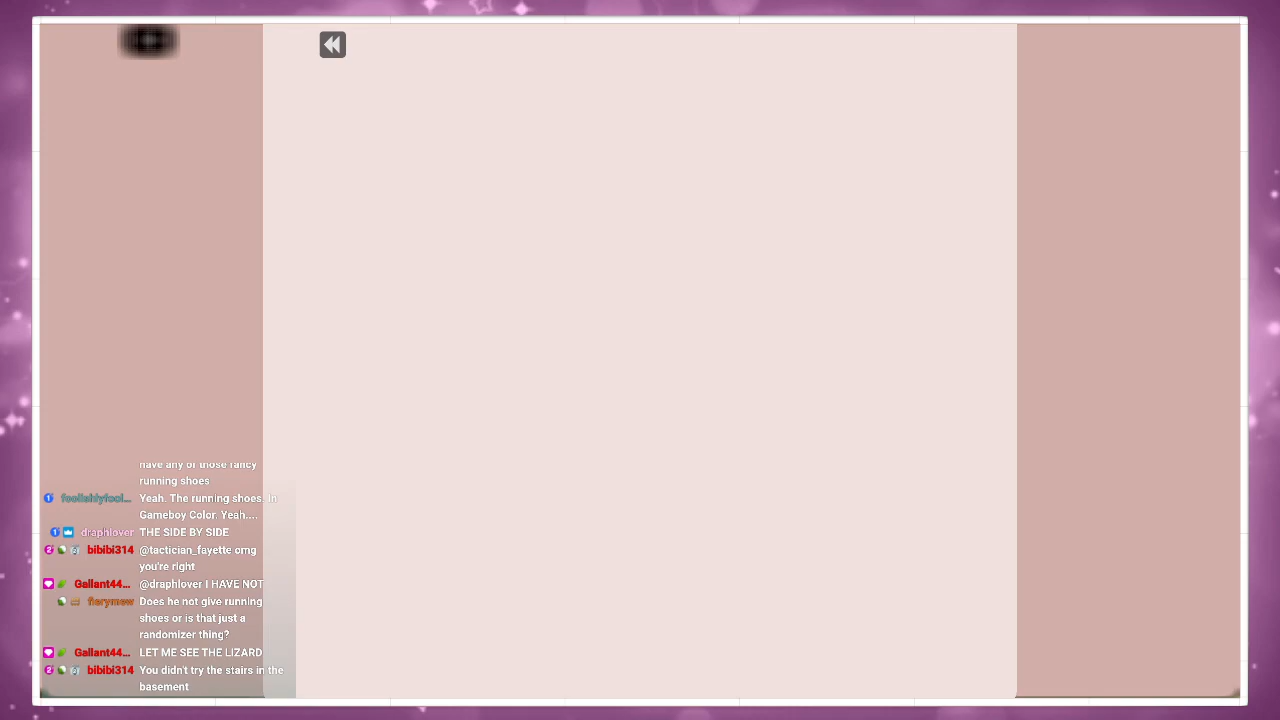 have any of those fancy
running shoes
foolishlyfool... Yeah. The running shoes. In
Gameboy Color. Yeah....
draphlover THE SIDE BY SIDE
bibibi314 @tactician_fayette omg
you're right
Gallant44... @draphlover I HAVE NOT
fierymew Does he not give running
shoes or is that just a
randomizer thing?
Gallant44... LET ME SEE THE LIZARD
bibibi314 You didn't try the stairs in the
basement